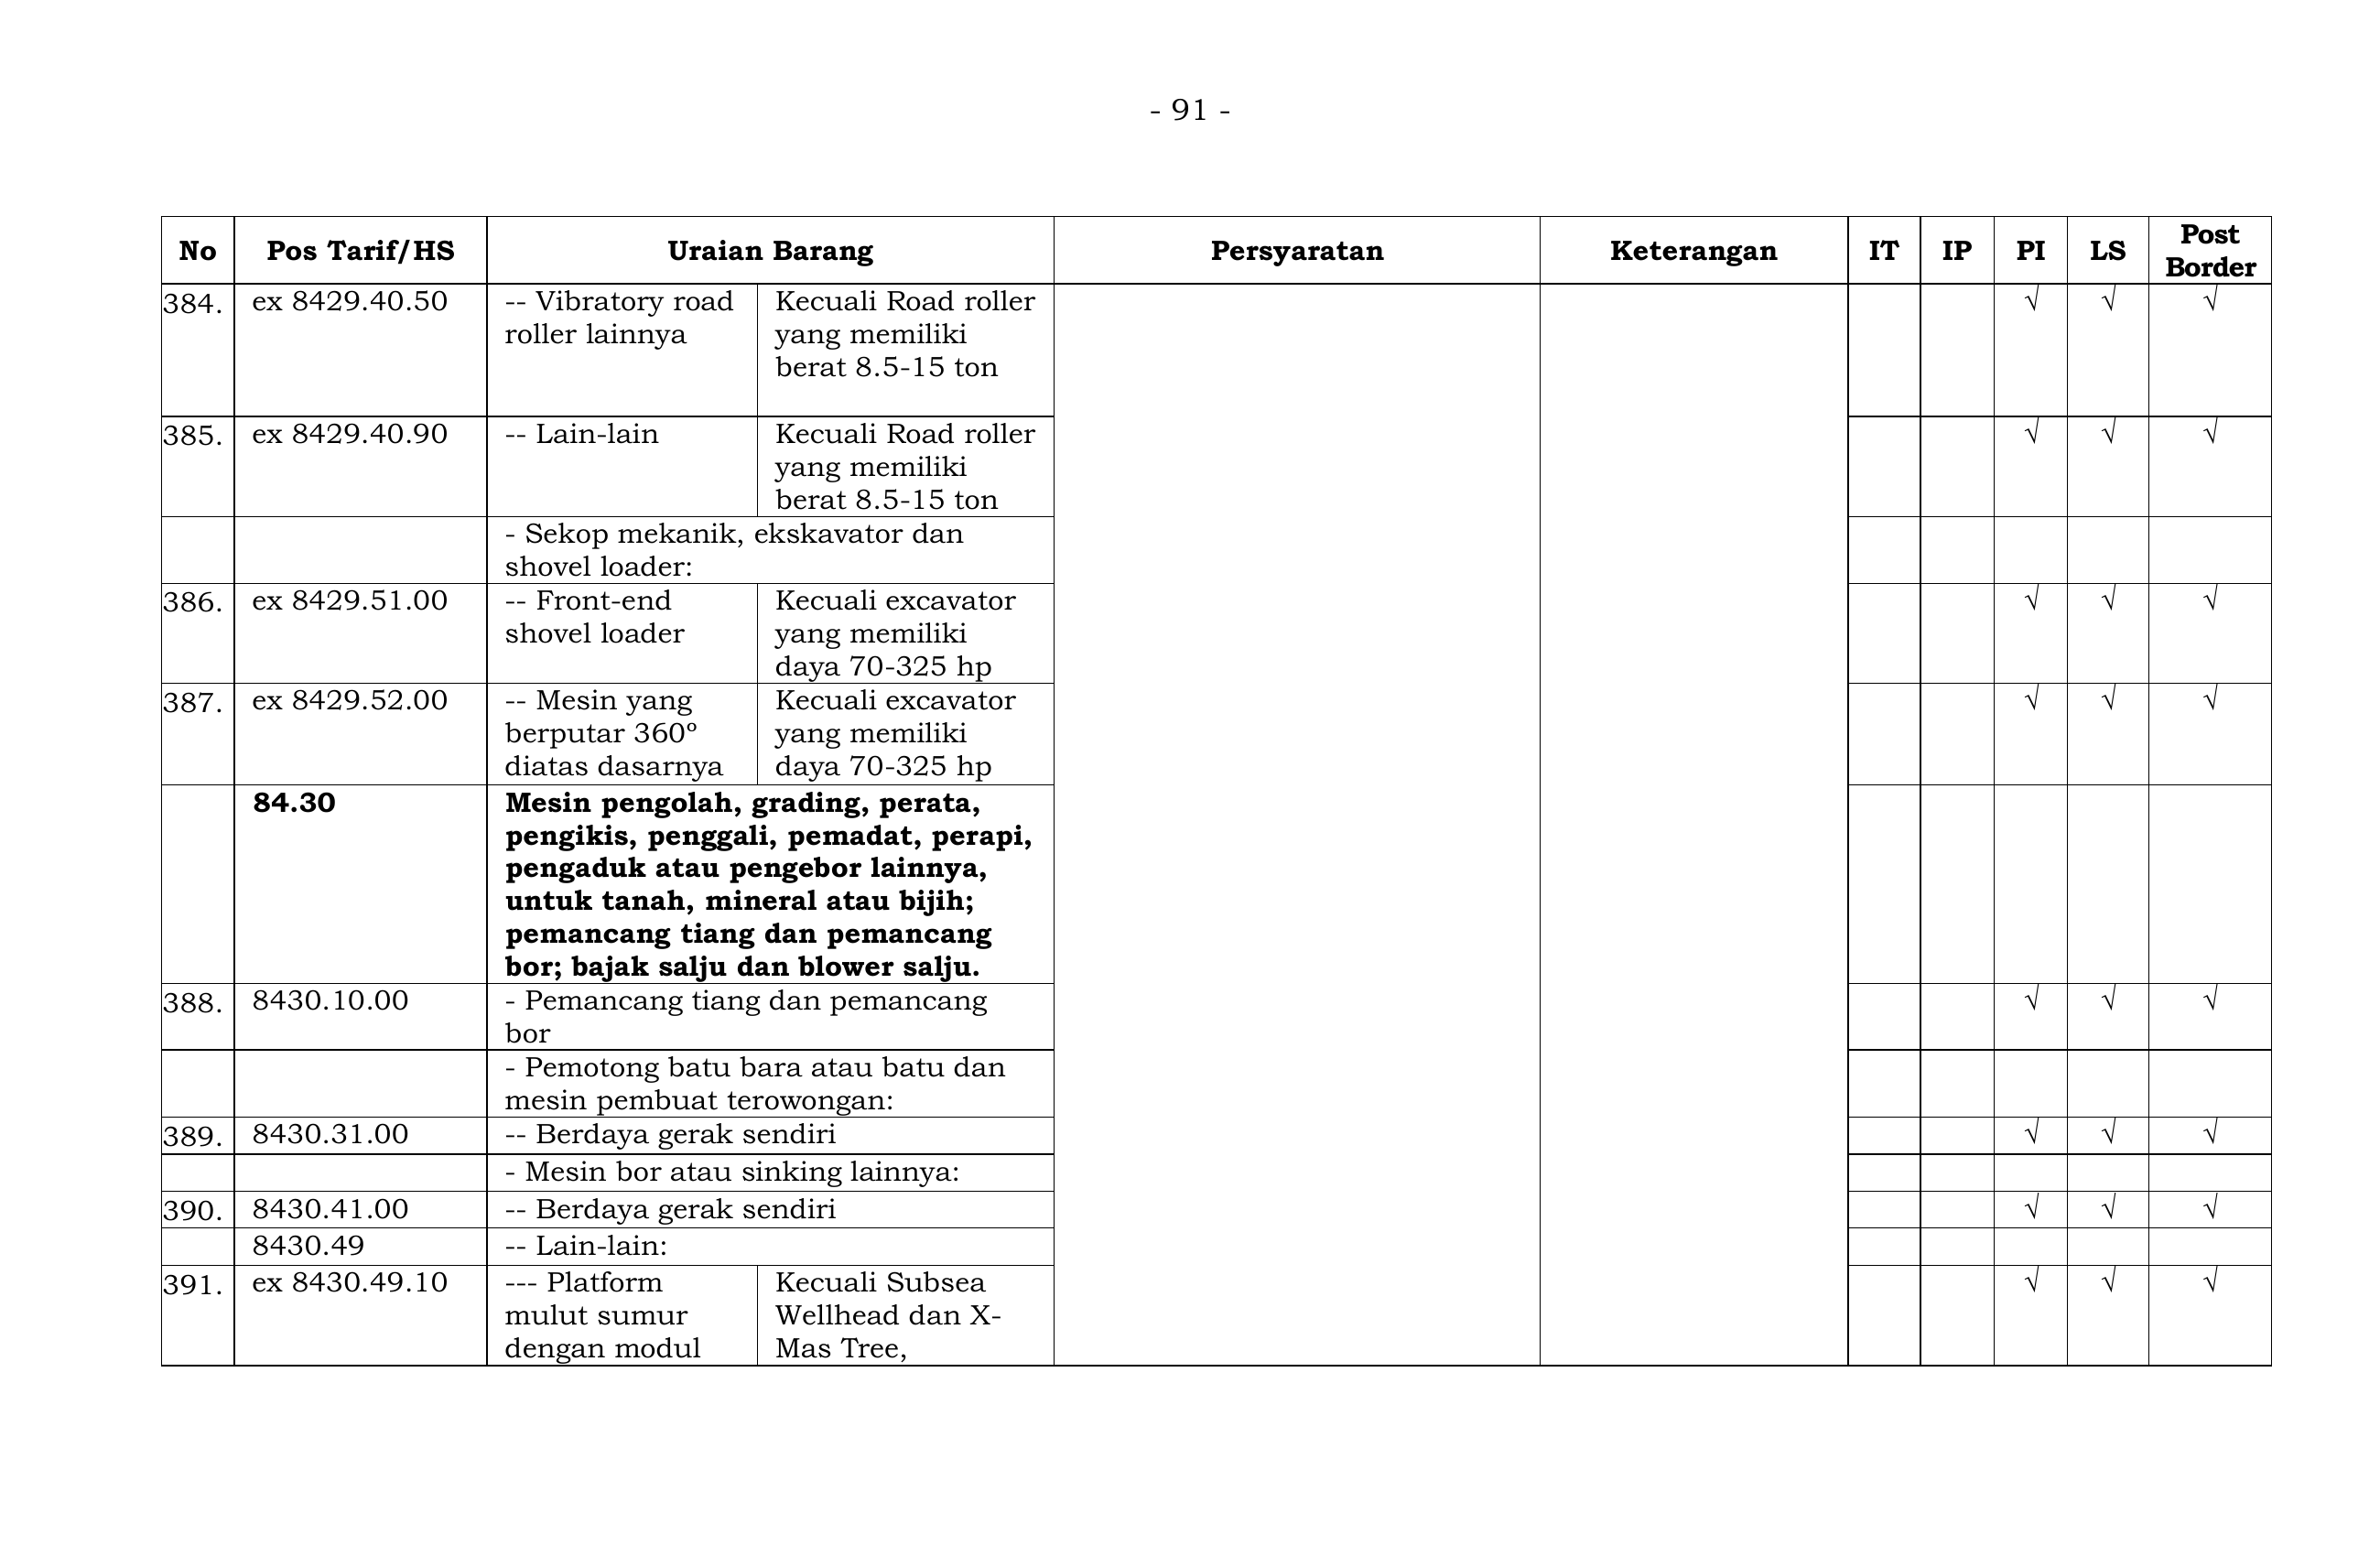 - 91 -
No Pos Tarif/HS Uraian Barang Persyaratan Keterangan IT IP PI LS Post Border
384. ex 8429.40.50 -- Vibratory road Kecuali Road roller √ √ √
roller lainnya yang memiliki
berat 8.5-15 ton
385. ex 8429.40.90 -- Lain-lain Kecuali Road roller √ √ √
yang memiliki
berat 8.5-15 ton
- Sekop mekanik, ekskavator dan
shovel loader:
386. ex 8429.51.00 -- Front-end Kecuali excavator √ √ √
shovel loader yang memiliki
daya 70-325 hp
387. ex 8429.52.00 -- Mesin yang Kecuali excavator √ √ √
berputar 360º yang memiliki
diatas dasarnya daya 70-325 hp
84.30 Mesin pengolah, grading, perata,
pengikis, penggali, pemadat, perapi,
pengaduk atau pengebor lainnya,
untuk tanah, mineral atau bijih;
pemancang tiang dan pemancang
bor; bajak salju dan blower salju.
388. 8430.10.00 - Pemancang tiang dan pemancang √ √ √
bor
- Pemotong batu bara atau batu dan
mesin pembuat terowongan:
389. 8430.31.00 -- Berdaya gerak sendiri √ √ √
- Mesin bor atau sinking lainnya:
390. 8430.41.00 -- Berdaya gerak sendiri √ √ √
8430.49 -- Lain-lain:
391. ex 8430.49.10 --- Platform Kecuali Subsea √ √ √
mulut sumur Wellhead dan X-
dengan modul Mas Tree,